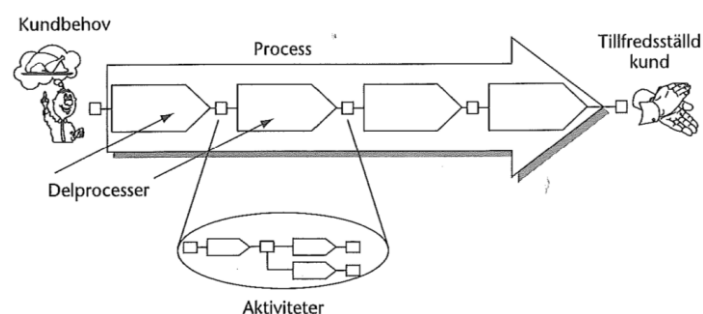 Kundbehov
Process
Tillfredsställd
kund
Delprocesser
Aktiviteter